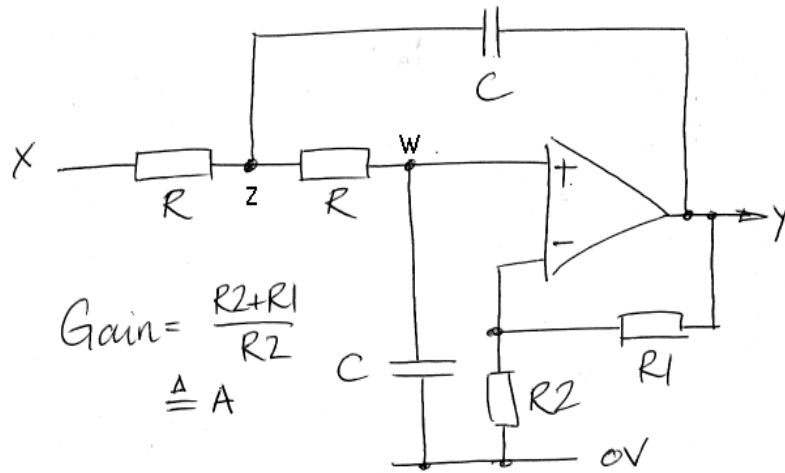 C
X
W
+
R
Z
R
-
Y
Gain = R2+R1
R2
≜ A
C
R2
R1
0V